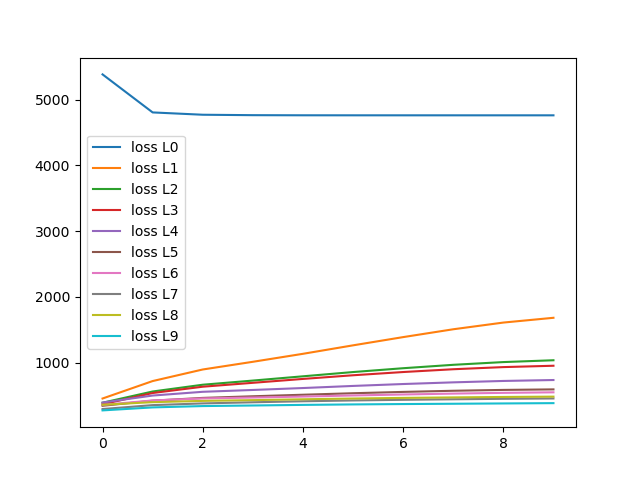 5000
4000
3000
2000
1000
loss L0
loss L1
loss L2
loss L3
loss L4
loss L5
loss L6
loss L7
loss L8
loss L9
0 2 4 6 8